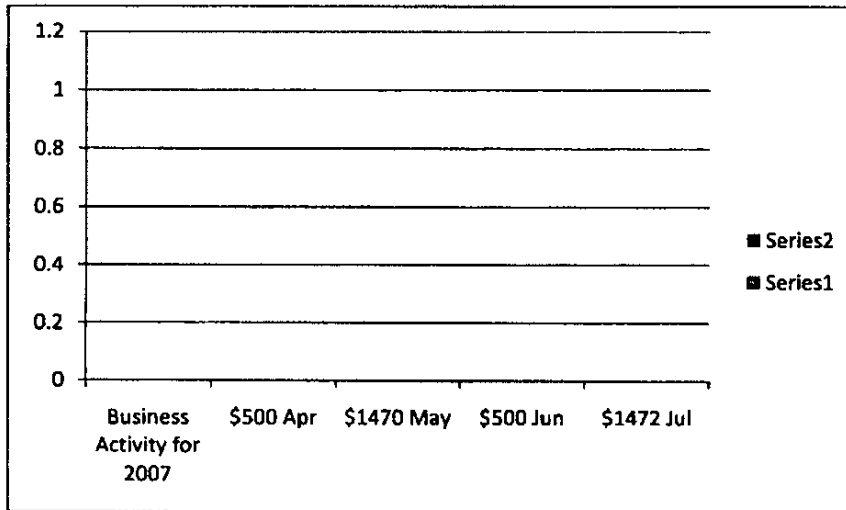 1.2
1
0.8
0.6
0.4
0.2
0
Business Activity for 2007
$500 Apr
$1470 May
$500 Jun
$1472 Jul
Series2
Series1